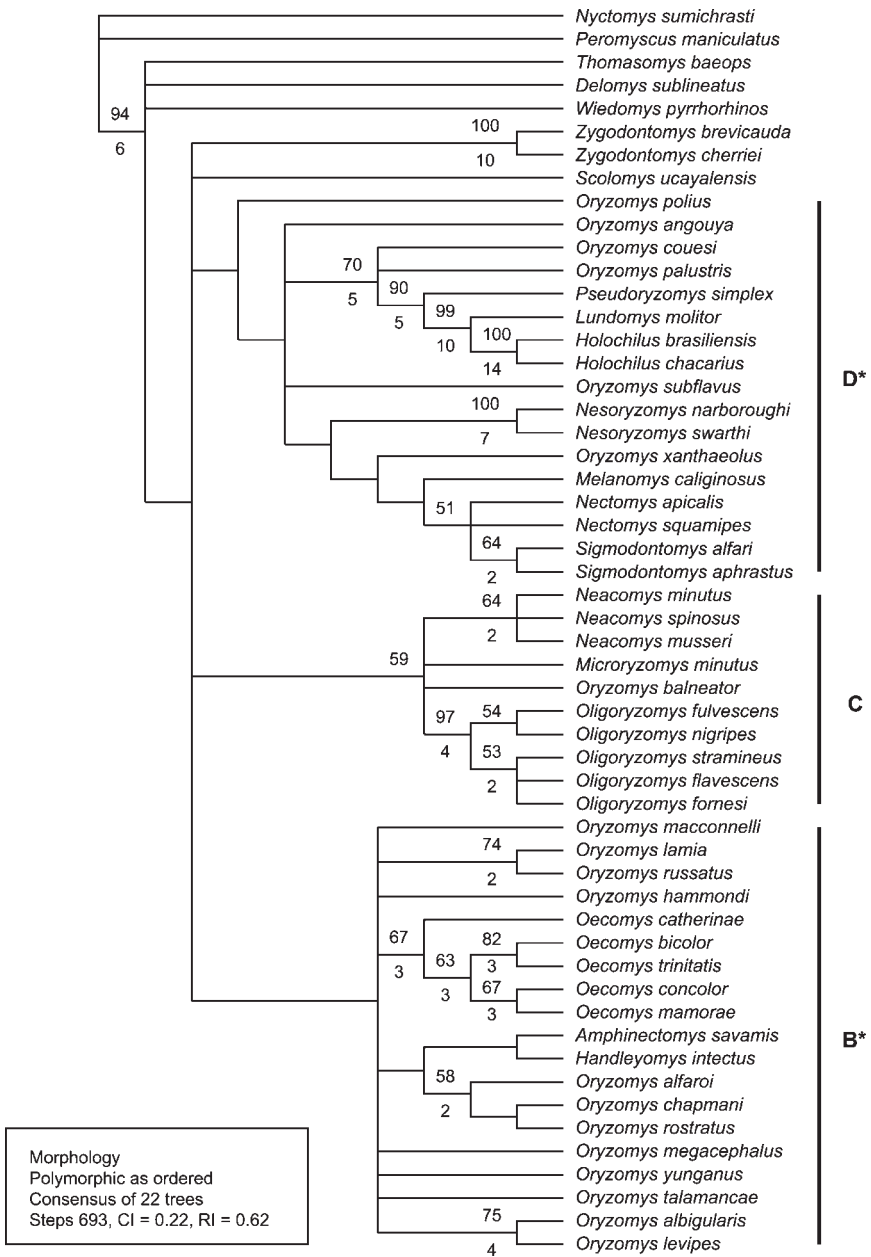 Nyctomys sumichrasti
Peromyscus maniculatus
Thomasomys baeops
Delomys sublineatus
94
Wiedomys pyrrhorhinos
6
100
Zygodontomys brevicauda
10
Zygodontomys cherriei
Scolomys ucayalensis
Oryzomys polius
Oryzomys angouya
Oryzomys couesi
70
Oryzomys palustris
5
90
Pseudoryzomys simplex
5
99
Lundomys molitor
10
100
Holochilus brasiliensis
14
Holochilus chacarius
D*
Oryzomys subflavus
100
Nesoryzomys narboroughi
7
Nesoryzomys swarthi
Oryzomys xanthaeolus
Melanomys caliginosus
51
Nectomys apicalis
Nectomys squamipes
64
Sigmodontomys alfari
2
Sigmodontomys aphrastus
64
Neacomys minutus
Neacomys spinosus
2
Neacomys musseri
59
Microryzomys minutus
Oryzomys balneator
C
97
54
Oligoryzomys fulvescens
4
Oligoryzomys nigripes
53
Oligoryzomys stramineus
2
Oligoryzomys flavescens
Oligoryzomys fornesi
Oryzomys macconnelli
74
Oryzomys lamia
2
Oryzomys russatus
Oryzomys hammondi
Oecomys catherinae
67
82
Oecomys bicolor
3
63
3
Oecomys trinitatis
3
67
Oecomys concolor
3
Oecomys mamorae
Amphinectomys savamis
B*
Handleyomys intectus
58
Oryzomys alfaroi
2
Oryzomys chapmani
Oryzomys rostratus
Oryzomys megacephalus
Oryzomys yunganus
Oryzomys talamancae
75
Oryzomys albigularis
4
Oryzomys levipes
Morphology
Polymorphic as ordered
Consensus of 22 trees
Steps 693, CI = 0.22, RI = 0.62